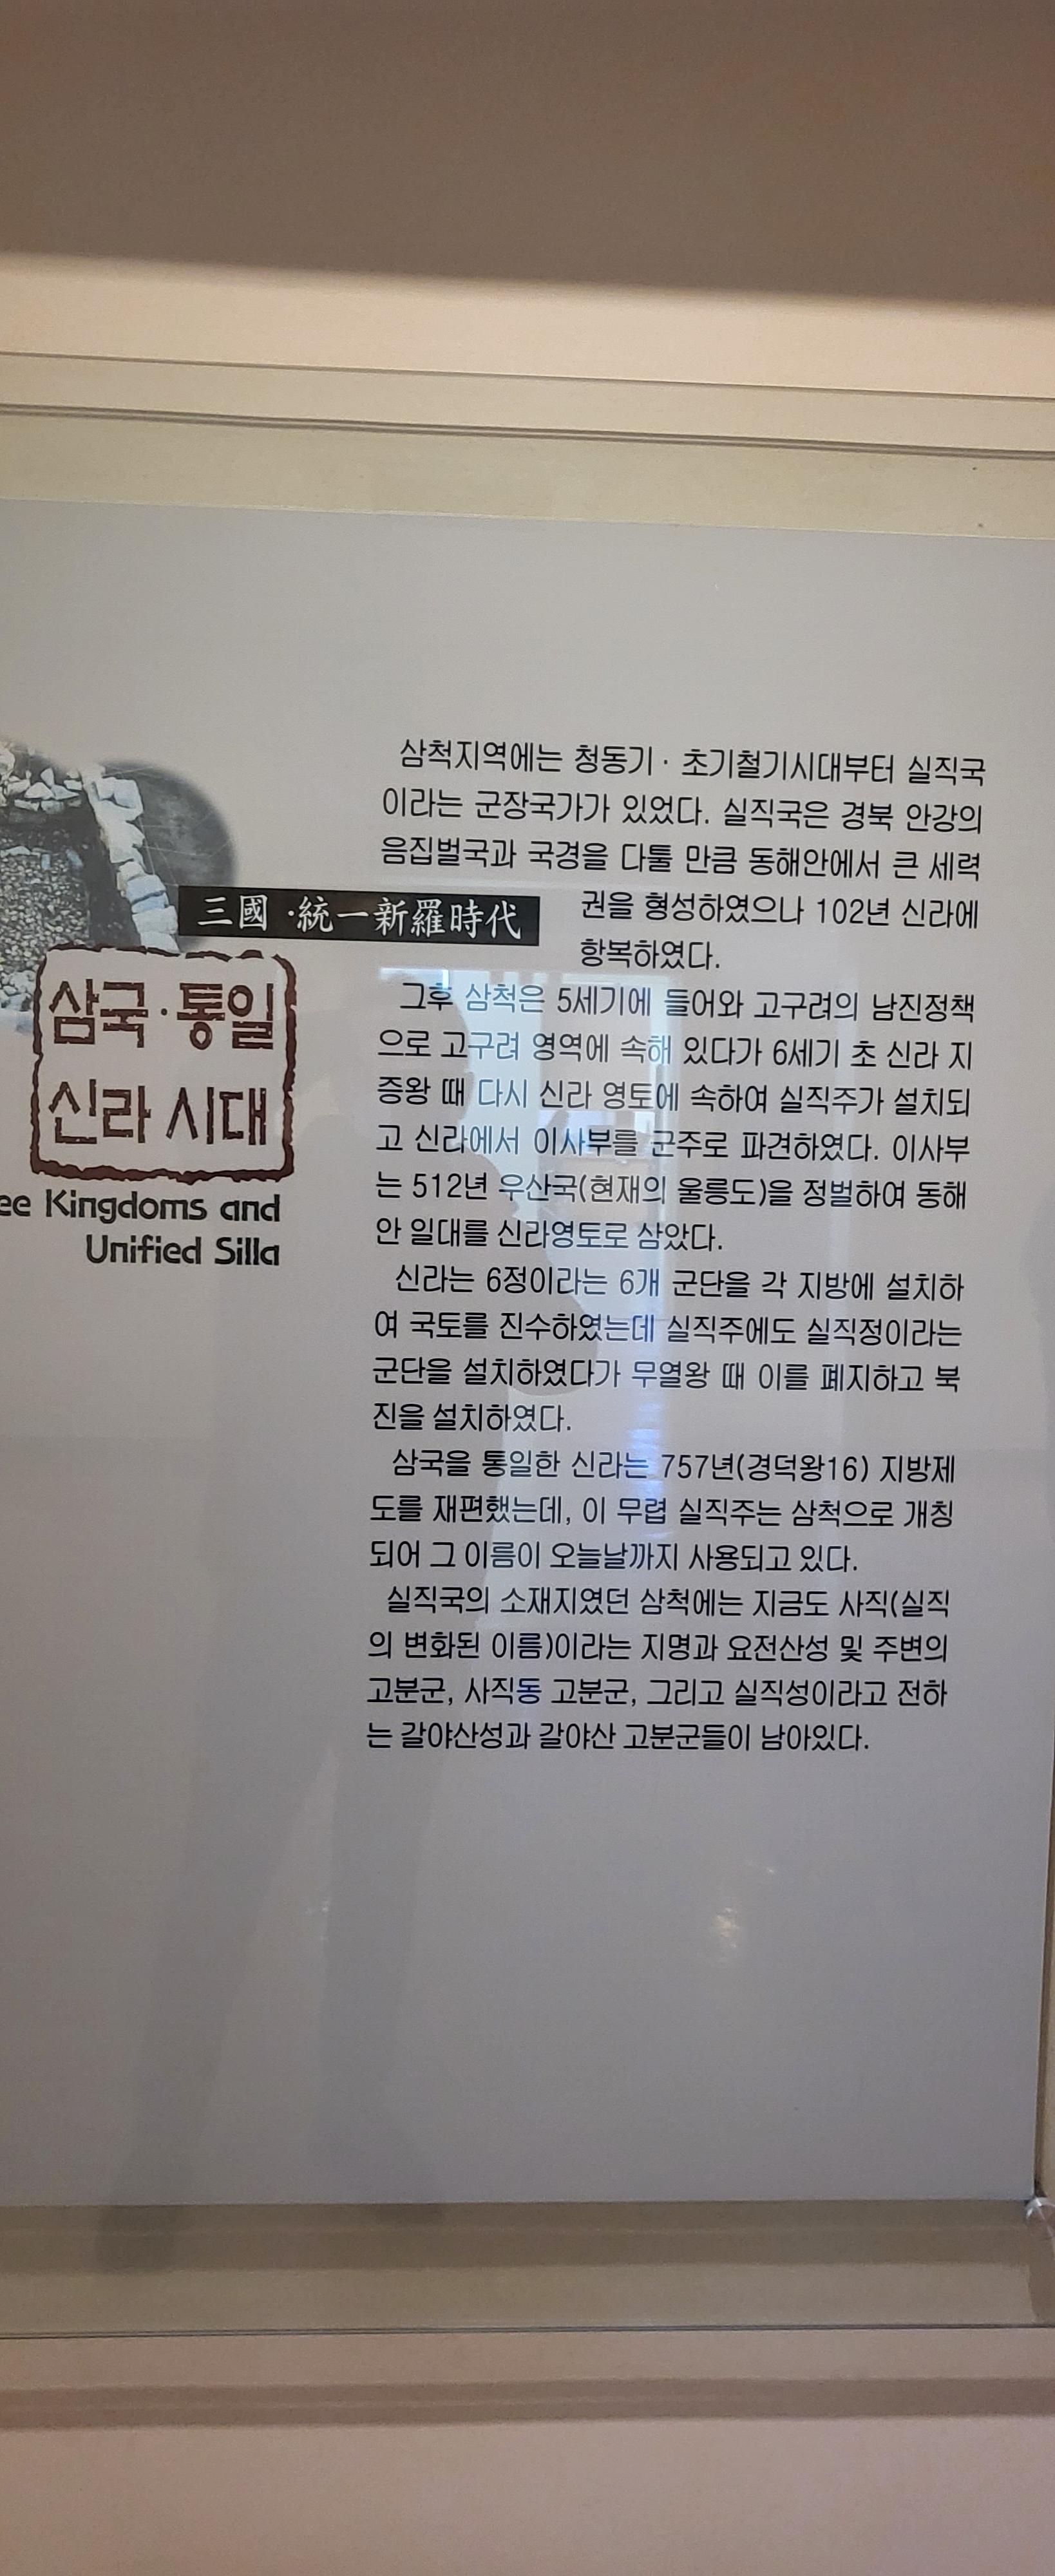 三國 ·統一新羅時代
삼국·통일
신라 시대
ee Kingdoms and
Unified Silla
삼척지역에는 청동기 · 초기철기시대부터 실직국
이라는 군장국가가 있었다. 실직국은 경북 안강의
음집벌국과 국경을 다툴 만큼 동해안에서 큰 세력
권을 형성하였으나 102년 신라에
항복하였다.
그후 삼척은 5세기에 들어와 고구려의 남진정책
으로 고구려 영역에 속해 있다가 6세기 초 신라 지
증왕 때 다시 신라 영토에 속하여 실직주가 설치되
고 신라에서 이사부를 군주로 파견하였다. 이사부
는 512년 우산국(현재의 울릉도)을 정벌하여 동해
안 일대를 신라영토로 삼았다.
신라는 6정이라는 6개 군단을 각 지방에 설치하
여 국토를 진수하였는데 실직주에도 실직정이라는
군단을 설치하였다가 무열왕 때 이를 폐지하고 북
진을 설치하였다.
삼국을 통일한 신라는 757년(경덕왕16) 지방제
도를 재편했는데, 이 무렵 실직주는 삼척으로 개칭
되어 그 이름이 오늘날까지 사용되고 있다.
실직국의 소재지였던 삼척에는 지금도 사직(실직
의 변화된 이름)이라는 지명과 요전산성 및 주변의
고분군, 사직동 고분군, 그리고 실직성이라고 전하
는 갈야산성과 갈야산 고분군들이 남아있다.